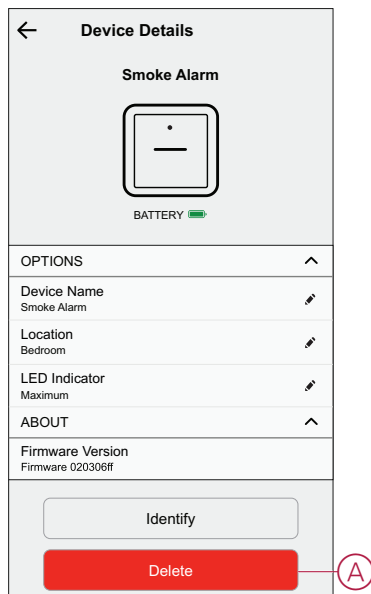 Device Details
Smoke Alarm
BATTERY
OPTIONS
Device Name
Smoke Alarm
Location
Bedroom
LED Indicator
Maximum
ABOUT
Firmware Version
Firmware 020306ff
Identify
Delete
A